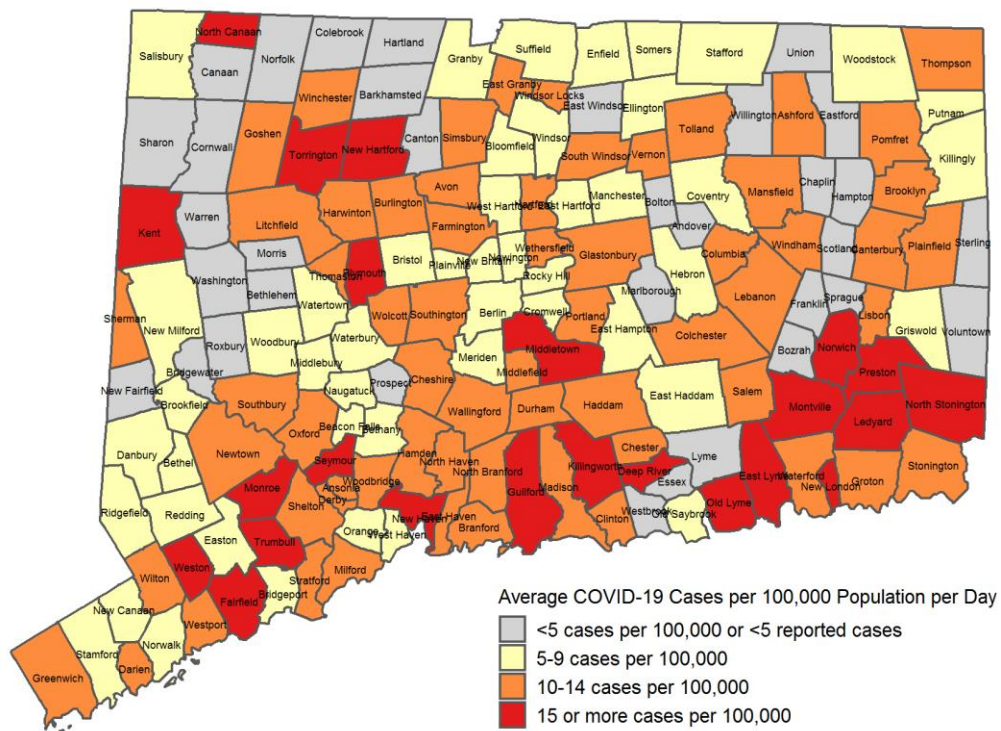 North Canaan
Colebrook
Hartland
Salisbury
Canaan
Norfolk
Granby
Suffield
Enfield
Somers
Stafford
Union
Woodstock
Thompson
Winchester
Barkhamsted
East Granby
Windsor Locks
East Windsor
Ellington
Putnam
Sharon
Cornwall
Goshen
Torrington
New Hartford
Canton
Simsbury
Bloomfield
Windsor
South Windsor
Vernon
Tolland
Willington
Ashford
Eastford
Pomfret
Killingly
Kent
Warren
Litchfield
Harwinton
Burlington
Avon
Farmington
West Hartford
Hartford
East Hartford
Manchester
Bolton
Coventry
Andover
Mansfield
Chaplin
Hampton
Brooklyn
Washington
Morris
Bethlehem
Thomaston
Plymouth
Bristol
Plainville
New Britain
Newington
Wethersfield
Rocky Hill
Glastonbury
Marlborough
Hebron
Columbia
Windham
Scotland
Canterbury
Plainfield
Sterling
Sherman
New Milford
Roxbury
Woodbury
Watertown
Waterbury
Wolcott
Southington
Berlin
Cromwell
Portland
East Hampton
Colchester
Lebanon
Franklin
Sprague
Lisbon
Griswold
Voluntown
New Fairfield
Bridgewater
Brookfield
Southbury
Middlebury
Naugatuck
Prospect
Cheshire
Meriden
Middletown
Middlefield
Bozrah
Norwich
Preston
Danbury
Bethel
Newtown
Oxford
Beacon Falls
Bethany
Hamden
Wallingford
Durham
Haddam
East Haddam
Salem
Montville
Ledyard
North Stonington
Ridgefield
Redding
Monroe
Seymour
Ansonia
Derby
Woodbridge
North Haven
North Branford
Guilford
Madison
Killingworth
Chester
Deep River
Essex
Lyme
East Lyme
Waterford
New London
Groton
Stonington
Easton
Shelton
Orange
New Haven
West Haven
East Haven
Branford
Clinton
Westbrook
Old Saybrook
Old Lyme
Wilton
Weston
Trumbull
Stratford
Milford
Bridgeport
Fairfield
Westport
New Canaan
Norwalk
Stamford
Darien
Greenwich
Average COVID-19 Cases per 100,000 Population per Day
<5 cases per 100,000 or <5 reported cases
5-9 cases per 100,000
10-14 cases per 100,000
15 or more cases per 100,000